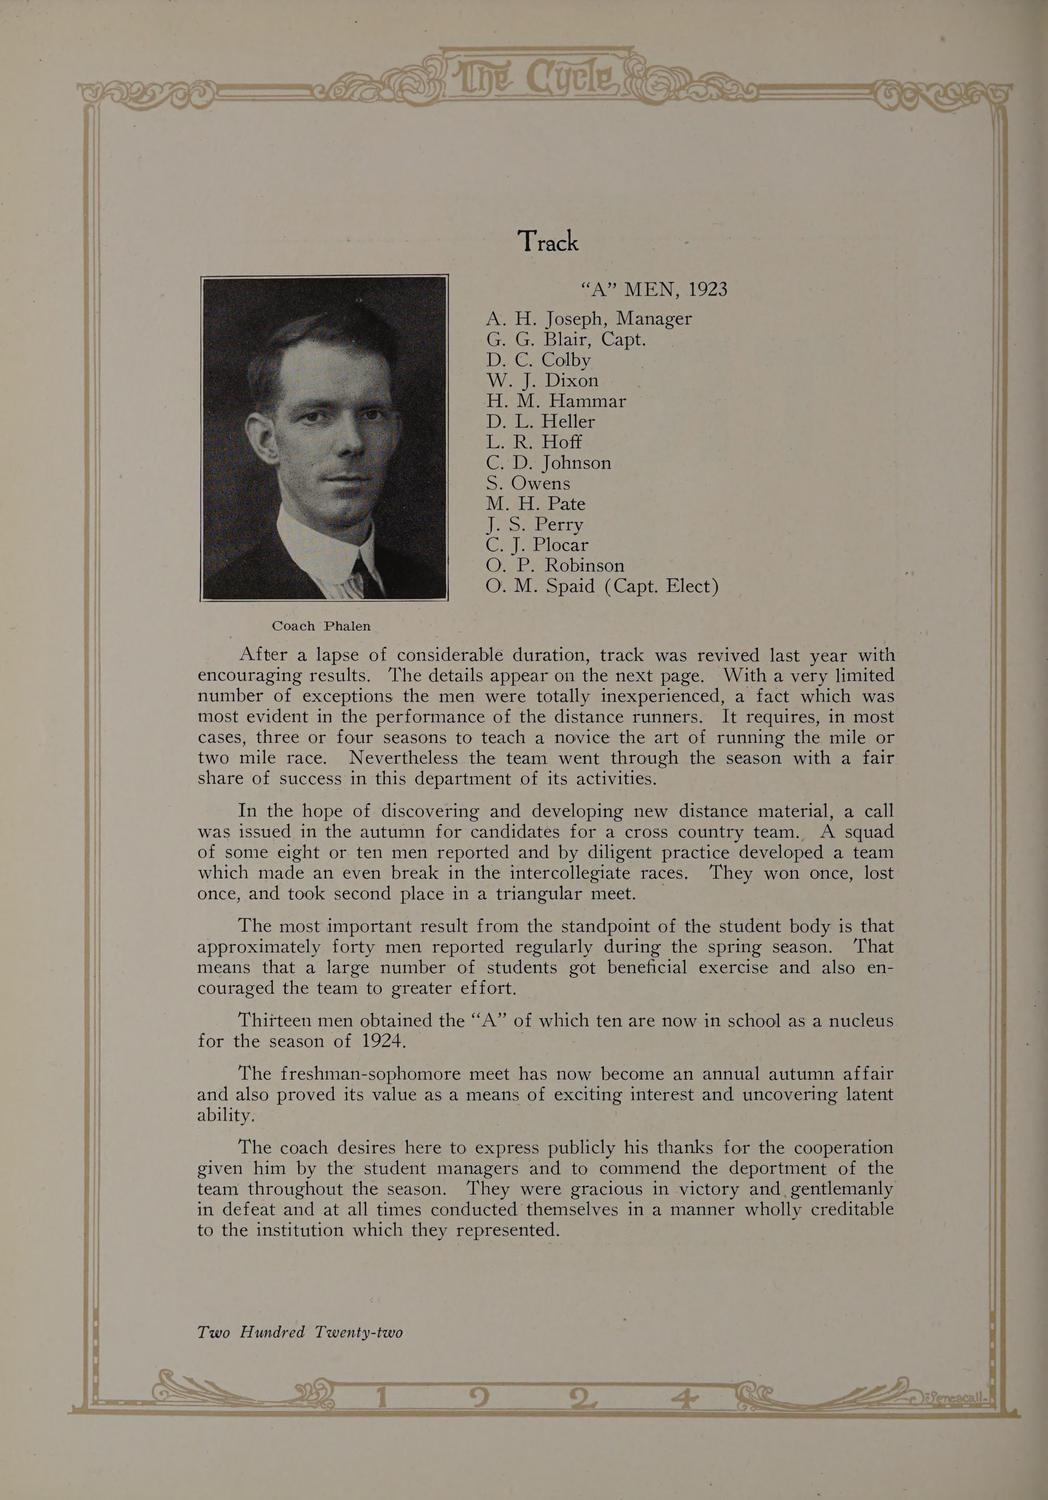 The Cycle
Track
"A" MEN, 1923
A. H. Joseph, Manager
G. G. Blair, Capt.
D. C. Colby
W. J. Dixon
H. M. Hammar
D. L. Heller
L. R. Hoff
C. D. Johnson
S. Owens
M. H. Pate
J. S. Perry
C. J. Plocar
O. P. Robinson
O. M. Spaid (Capt. Elect)
Coach Phalen
After a lapse of considerable duration, track was revived last year with
encouraging results. The details appear on the next page. With a very limited
number of exceptions the men were totally inexperienced, a fact which was
most evident in the performance of the distance runners. It requires, in most
cases, three or four seasons to teach a novice the art of running the mile or
two mile race. Nevertheless the team went through the season with a fair
share of success in this department of its activities.
In the hope of discovering and developing new distance material, a call
was issued in the autumn for candidates for a cross country team. A squad
of some eight or ten men reported and by diligent practice developed a team
which made an even break in the intercollegiate races. They won once, lost
once, and took second place in a triangular meet.
The most important result from the standpoint of the student body is that
approximately forty men reported regularly during the spring season. That
means that a large number of students got beneficial exercise and also en-
couraged the team to greater effort.
Thirteen men obtained the "A" of which ten are now in school as a nucleus
for the season of 1924.
The freshman-sophomore meet has now become an annual autumn affair
and also proved its value as a means of exciting interest and uncovering latent
ability.
The coach desires here to express publicly his thanks for the cooperation
given him by the student managers and to commend the deportment of the
team throughout the season. They were gracious in victory and gentlemanly
in defeat and at all times conducted themselves in a manner wholly creditable
to the institution which they represented.
Two Hundred Twenty-two
1 9 2 4